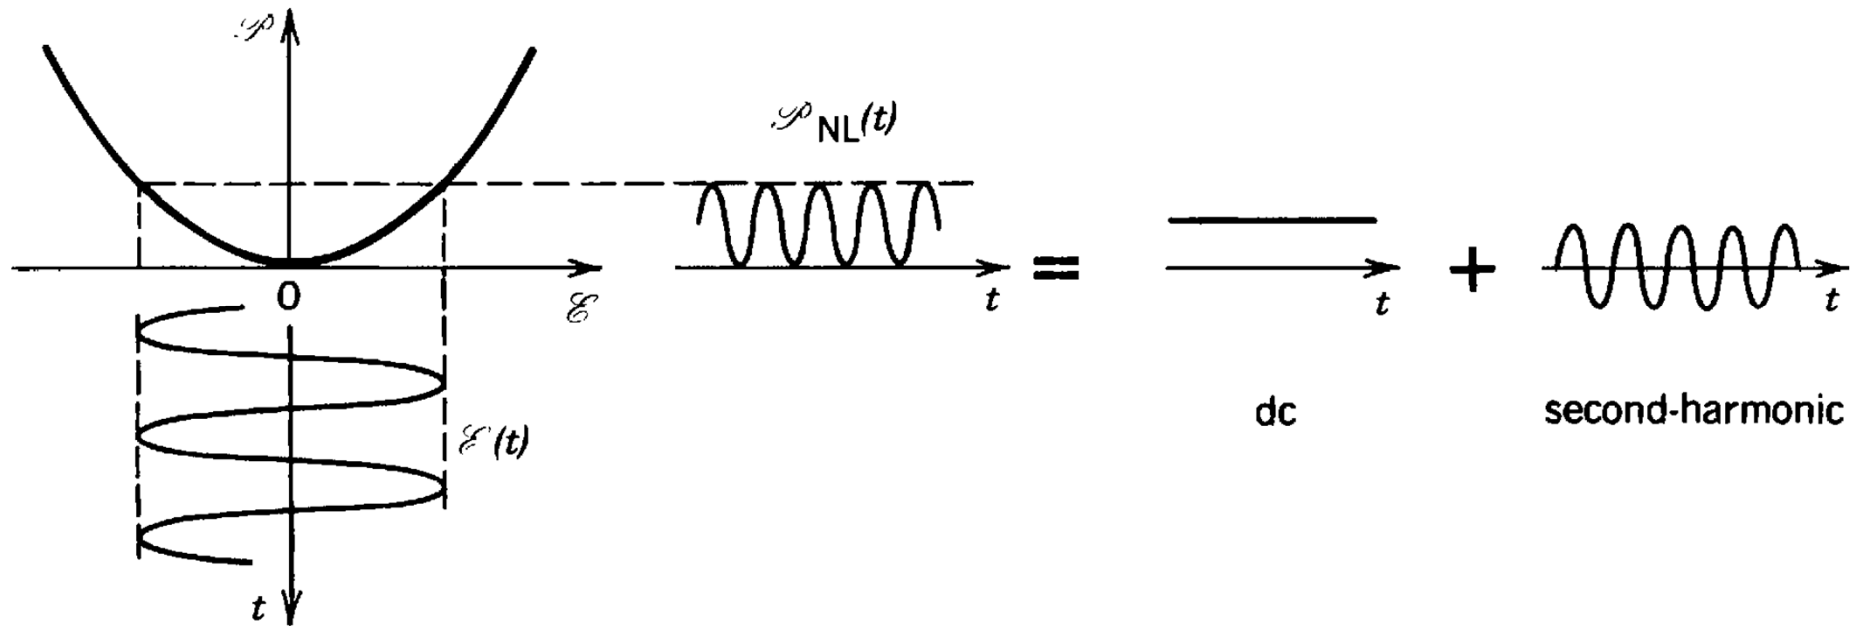 𝒫
0
ℰ
ℰ(t)
t
𝒫NL(t)
t
=
t
dc
+
t
second-harmonic